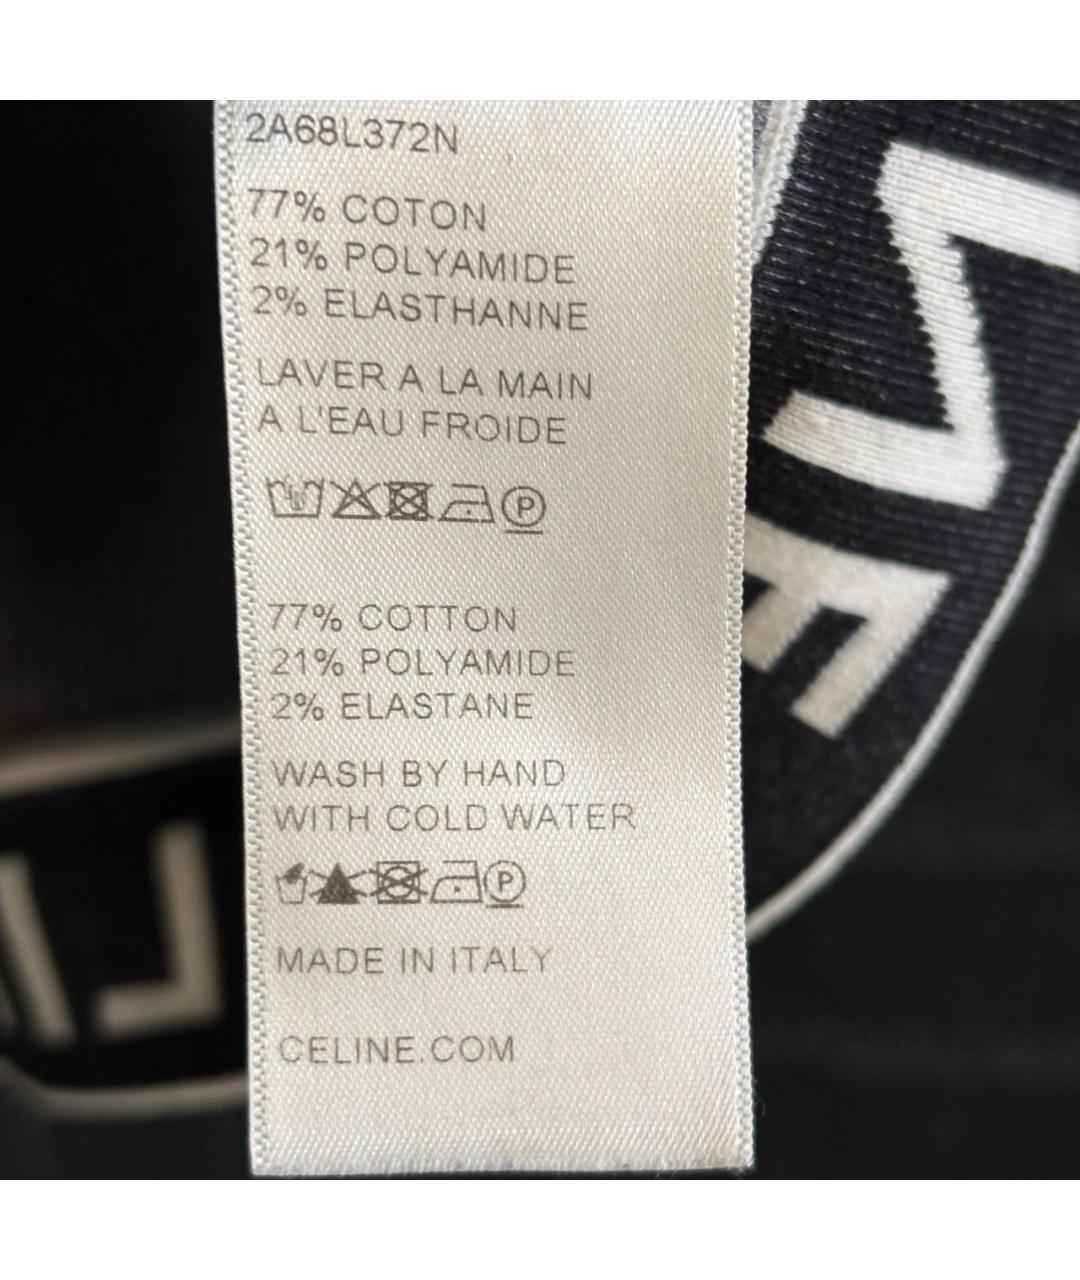 2A68L372N
77% COTON
21% POLYAMIDE
2% ELASTHANNE
LAVER A LA MAIN
A L'EAU FROIDE
P
77% COTTON
21% POLYAMIDE
2% ELASTANE
WASH BY HAND
WITH COLD WATER
P
MADE IN ITALY
CELINE.COM